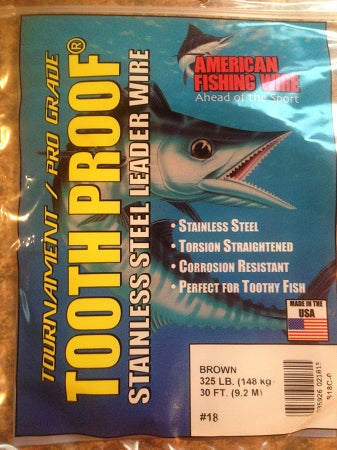 AMERICAN
FISHING WIRE
Ahead of the Sport
TOURNAMENT / PRO GRADE
TOOTH PROOF®
STAINLESS STEEL LEADER WIRE
• STAINLESS STEEL
• TORSION STRAIGHTENED
• CORROSION RESISTANT
• PERFECT FOR TOOTHY FISH
MADE IN THE
USA
BROWN
325 LB. (148 kg
30 FT. (9.2 M)
#18